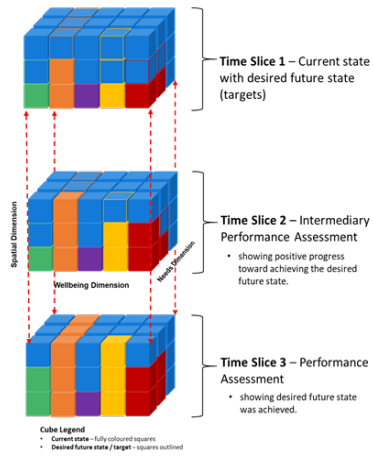 Time Slice 1 – Current state
with desired future state
(targets)
Spatial Dimension
Time Slice 2 – Intermediary
Performance Assessment
• showing positive progress
toward achieving the desired
future state.
Needs Dimension
Wellbeing Dimension
Time Slice 3 – Performance
Assessment
• showing desired future state
was achieved.
Cube Legend
• Current state – fully coloured squares
• Desired future state / target – squares outlined